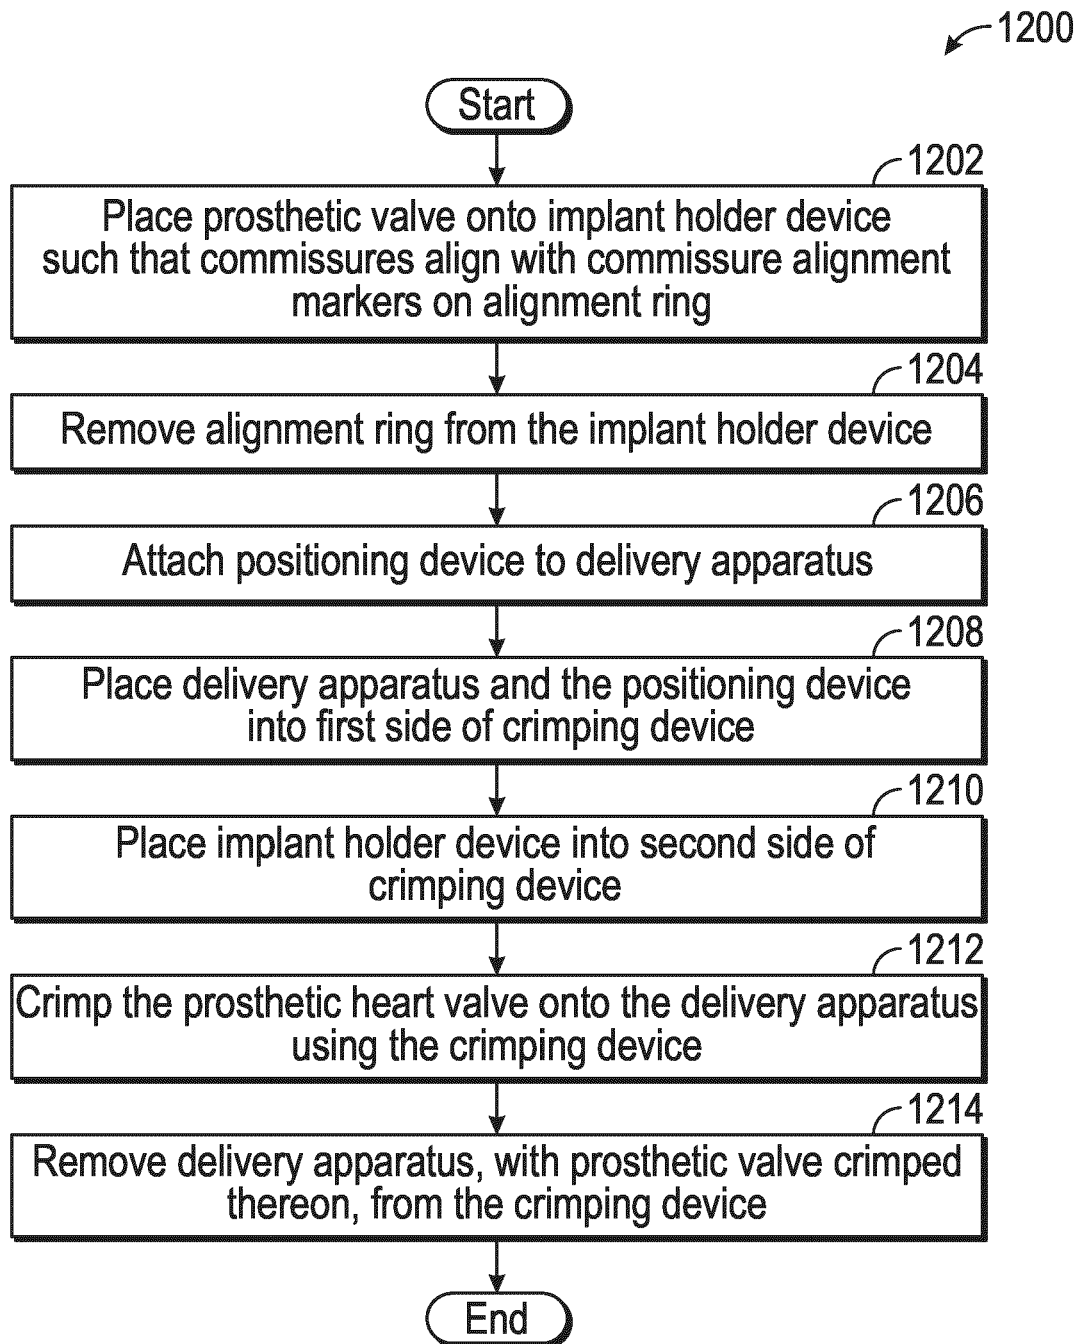 1200
Start
1202
Place prosthetic valve onto implant holder device
such that commissures align with commissure alignment
markers on alignment ring
1204
Remove alignment ring from the implant holder device
1206
Attach positioning device to delivery apparatus
1208
Place delivery apparatus and the positioning device
into first side of crimping device
1210
Place implant holder device into second side of
crimping device
1212
Crimp the prosthetic heart valve onto the delivery apparatus
using the crimping device
1214
Remove delivery apparatus, with prosthetic valve crimped
thereon, from the crimping device
End